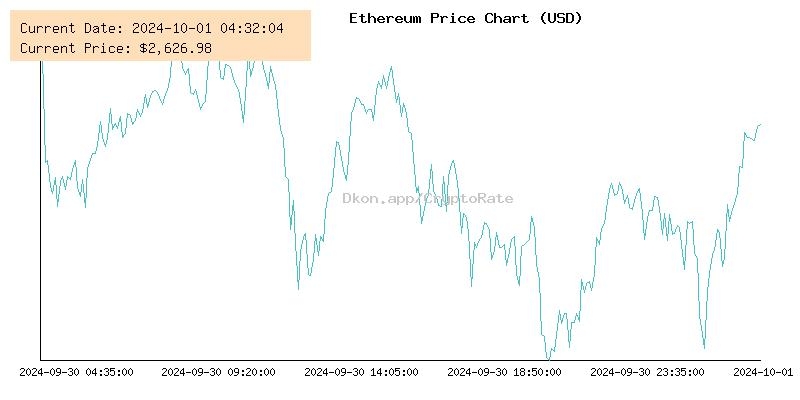 Ethereum Price Chart (USD)
Current Date: 2024-10-01 04:32:04
Current Price: $2,626.98
Dkon.app/CryptoRate
2024-09-30 04:35:00
2024-09-30 09:20:00
2024-09-30 14:05:00
2024-09-30 18:50:00
2024-09-30 23:35:00
2024-10-01